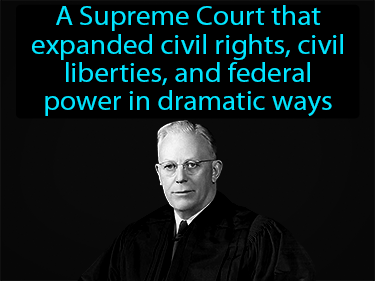 A Supreme Court that
expanded civil rights, civil
liberties, and federal
power in dramatic ways